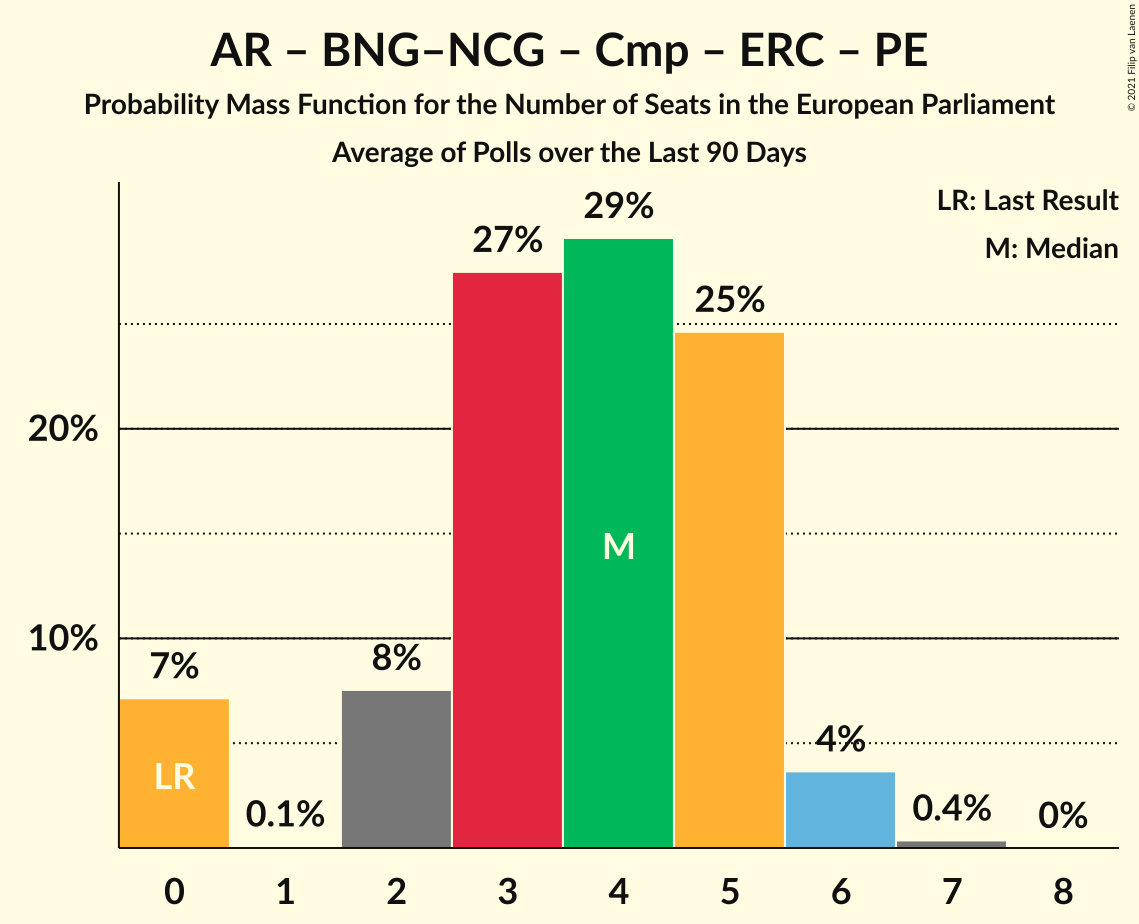 AR – BNG–NCG – Cmp – ERC – PE
Probability Mass Function for the Number of Seats in the European Parliament
Average of Polls over the Last 90 Days
© 2021 Filip van Laenen
LR: Last Result
M: Median
29%
27%
25%
20%
M
10%
8%
7%
4%
LR
0.1%
0.4%
0%
0 1 2 3 4 5 6 7 8